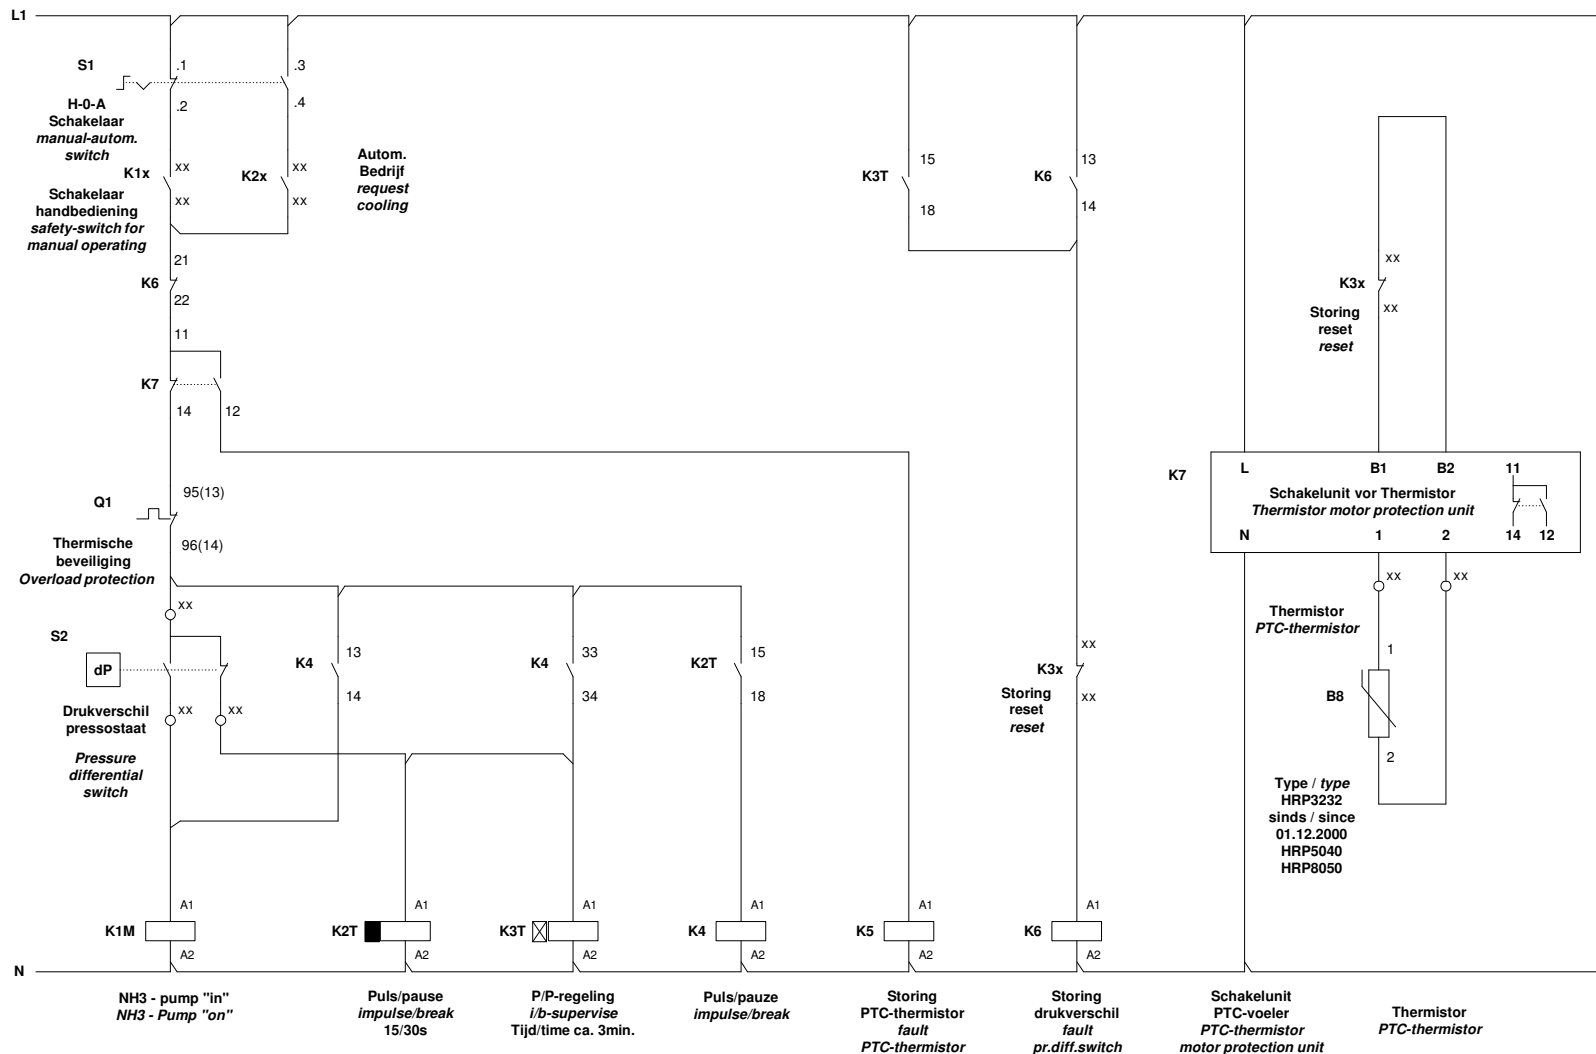 L1
S1
.1
.3
H-0-A
Schakelaar
manual-autom.
switch
.2
.4
K1x
xx
xx
K2x
xx
xx
Autom.
Bedrijf
request
cooling
Schakelaar
handbediening
safety-switch for
manual operating
K3T
15
18
K6
13
14
21
K6
22
11
K7
14
12
K3x
xx
xx
Storing
reset
reset
Q1
95(13)
96(14)
Thermische
beveiliging
Overload protection
K7
L
B1
B2
11
Schakelunit vor Thermistor
Thermistor motor protection unit
N
1
2
14
12
xx
xx
Thermistor
PTC-thermistor
1
B8
2
Type / type
HRP3232
sinds / since
01.12.2000
HRP5040
HRP8050
xx
S2
dP
xx
xx
Drukverschil
pressostaat
Pressure
differential
switch
K4
13
14
K4
33
34
K2T
15
18
K3x
xx
xx
Storing
reset
reset
K1M
A1
A2
K2T
A1
A2
K3T
A1
A2
K4
A1
A2
K5
A1
A2
K6
A1
A2
N
NH3 - pump "in"
NH3 - Pump "on"
Puls/pause
impulse/break
15/30s
P/P-regeling
i/b-supervise
Tijd/time ca. 3min.
Puls/pauze
impulse/break
Storing
PTC-thermistor
fault
PTC-thermistor
Storing
drukverschil
fault
pr.diff.switch
Schakelunit
PTC-voeler
PTC-thermistor
motor protection unit
Thermistor
PTC-thermistor